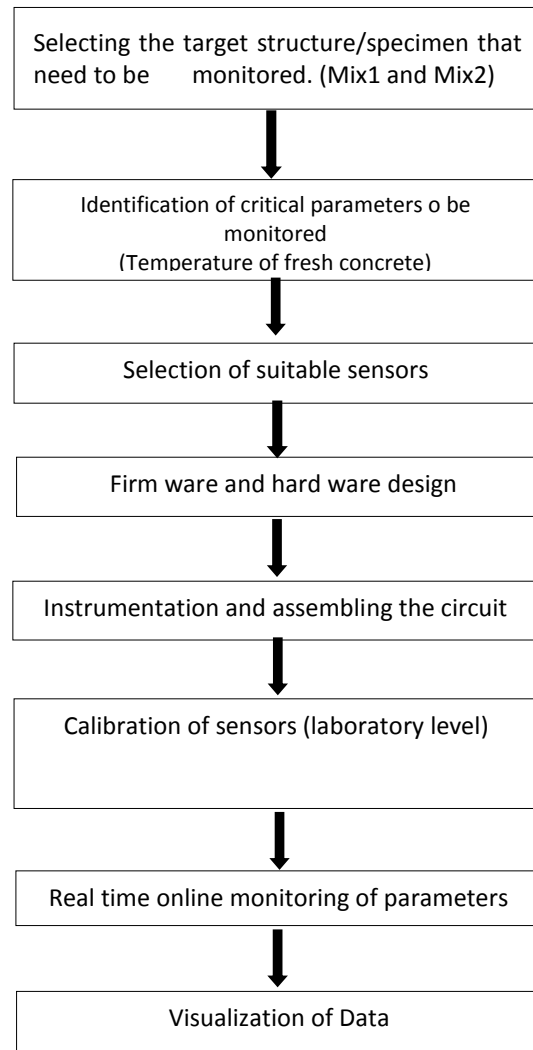 Selecting the target structure/specimen that
need to be monitored. (Mix1 and Mix2)
Identification of critical parameters o be
monitored
(Temperature of fresh concrete)
Selection of suitable sensors
Firm ware and hard ware design
Instrumentation and assembling the circuit
Calibration of sensors (laboratory level)
Real time online monitoring of parameters
Visualization of Data